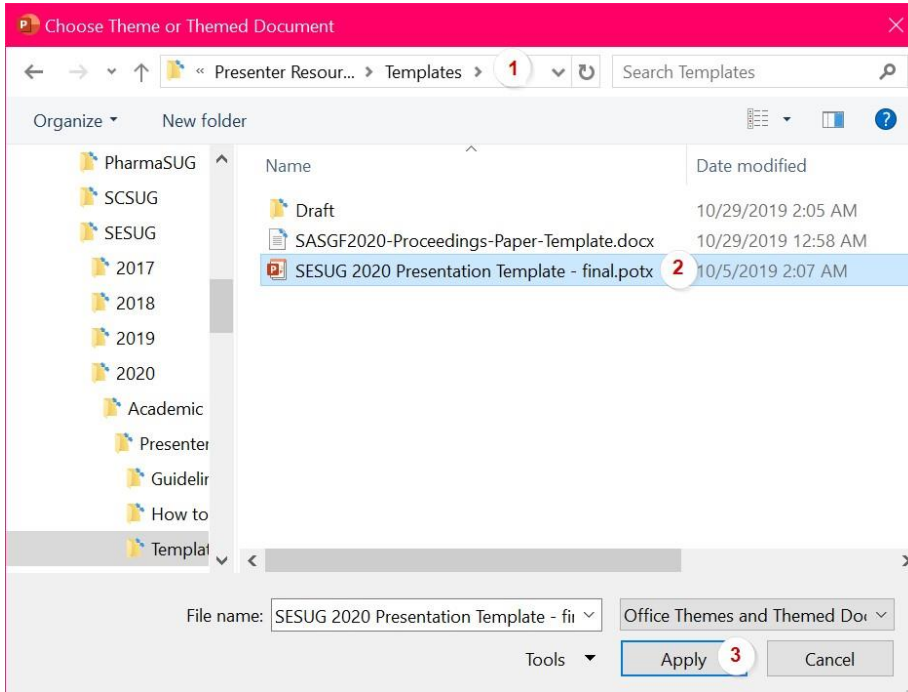 Choose Theme or Themed Document
« Presenter Resour... > Templates > 1 Search Templates
Organize New folder
PharmaSUG
SCSUG
SESUG
2017
2018
2019
2020
Academic
Presenter
Guidelin
How to
Templat
Name Date modified
Draft 10/29/2019 2:05 AM
SASGF2020-Proceedings-Paper-Template.docx 10/29/2019 12:58 AM
SESUG 2020 Presentation Template - final.potx 2 10/5/2019 2:07 AM
File name: SESUG 2020 Presentation Template - fin Office Themes and Themed Doc
Tools Apply 3 Cancel